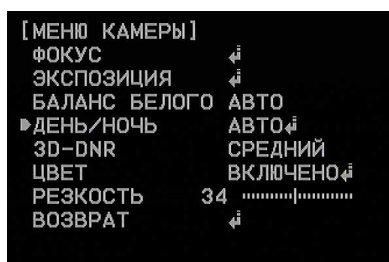 [МЕНЮ КАМЕРЫ]
ФОКУС
ЭКСПОЗИЦИЯ
БАЛАНС БЕЛОГО АВТО
ДЕНЬ/НОЧЬ АВТО
3D-DNR СРЕДНИЙ
ЦВЕТ ВКЛЮЧЕНО
РЕЗКОСТЬ 34
ВОЗВРАТ